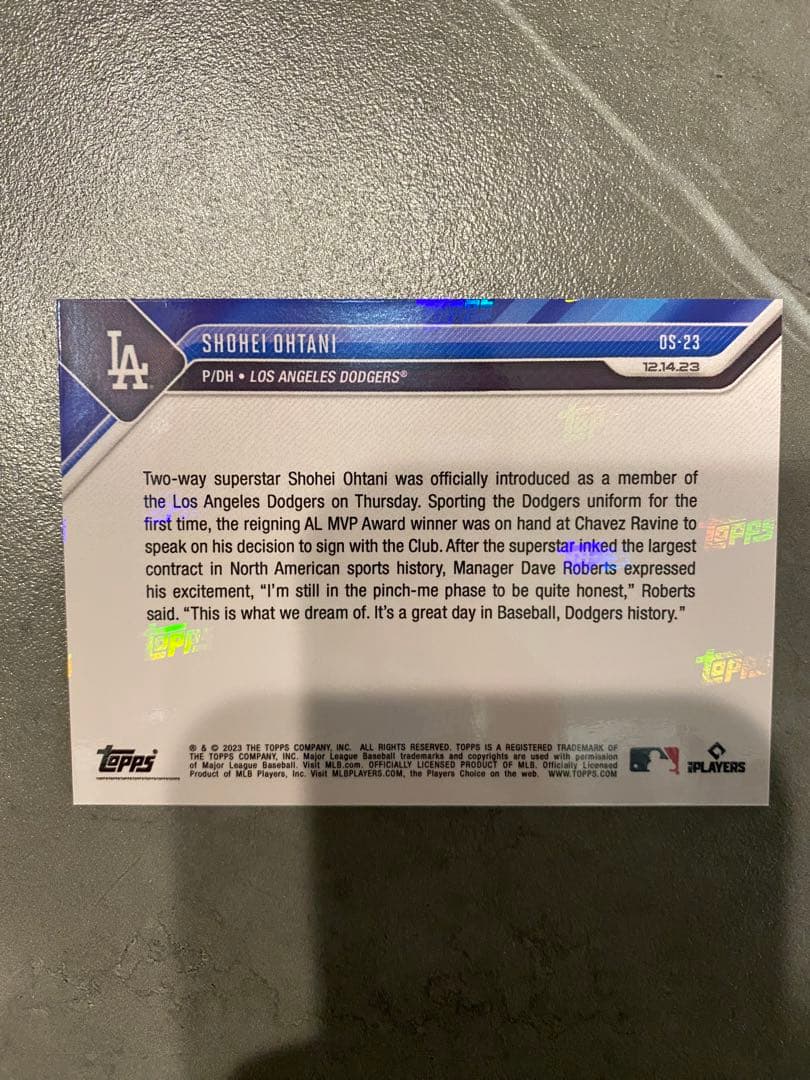 LA
SHOHEI OHTANI
OS-23
P/DH • LOS ANGELES DODGERS®
12.14.23
Two-way superstar Shohei Ohtani was officially introduced as a member of
the Los Angeles Dodgers on Thursday. Sporting the Dodgers uniform for the
first time, the reigning AL MVP Award winner was on hand at Chavez Ravine to
speak on his decision to sign with the Club. After the superstar inked the largest
contract in North American sports history, Manager Dave Roberts expressed
his excitement, “I’m still in the pinch-me phase to be quite honest,” Roberts
said. “This is what we dream of. It’s a great day in Baseball, Dodgers history.”
TOPPS
TOPPS
TOPPS
TOPPS
® & © 2023 THE TOPPS COMPANY, INC. ALL RIGHTS RESERVED. TOPPS IS A REGISTERED TRADEMARK OF
THE TOPPS COMPANY, INC. Major League Baseball trademarks and copyrights are used with permission
of Major League Baseball. Visit MLB.com. OFFICIALLY LICENSED PRODUCT OF MLB. Officially Licensed
Product of MLB Players, Inc. Visit MLBPLAYERS.COM, the Players Choice on the web. WWW.TOPPS.COM
PLAYERS